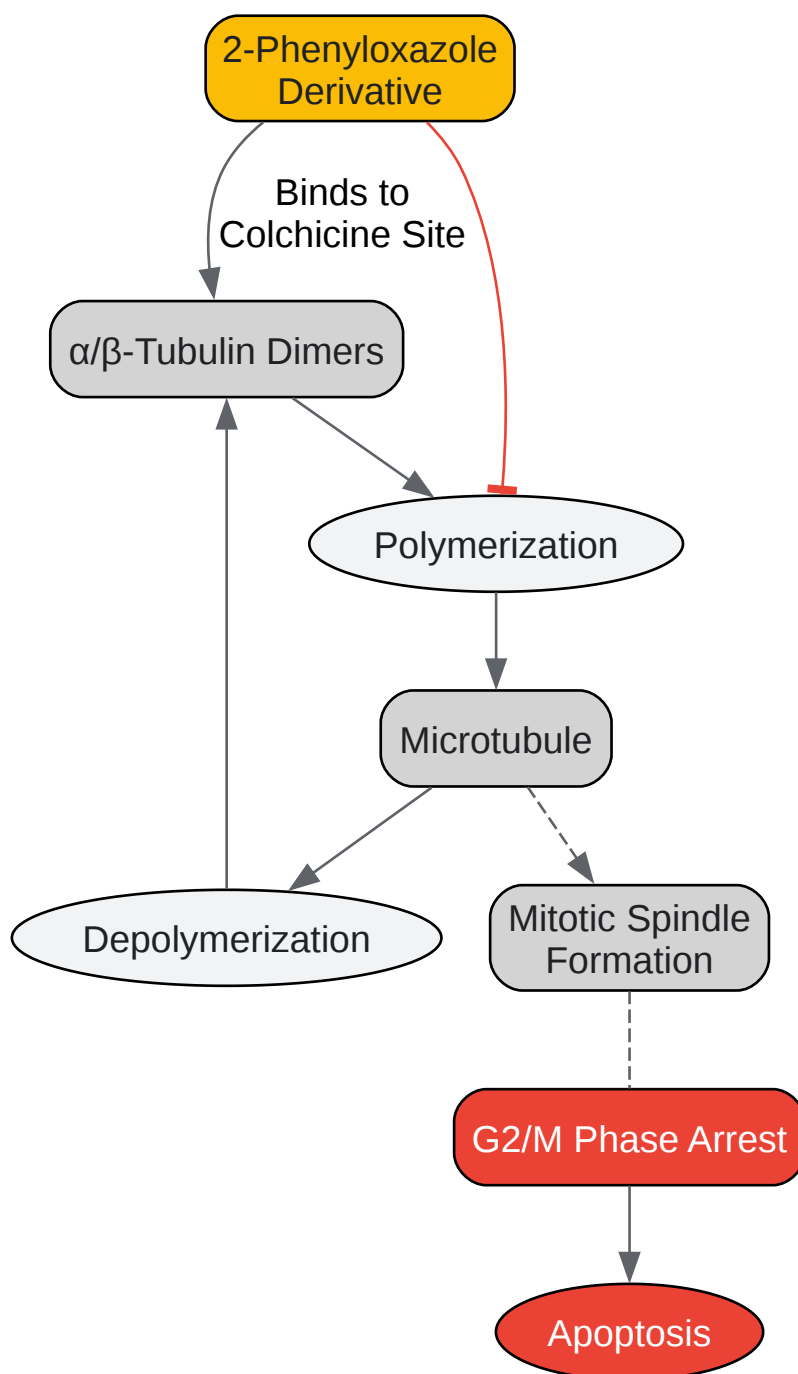 2-Phenyloxazole
Derivative
Binds to
Colchicine Site
α/β-Tubulin Dimers
Polymerization
Microtubule
Depolymerization
Mitotic Spindle
Formation
G2/M Phase Arrest
Apoptosis